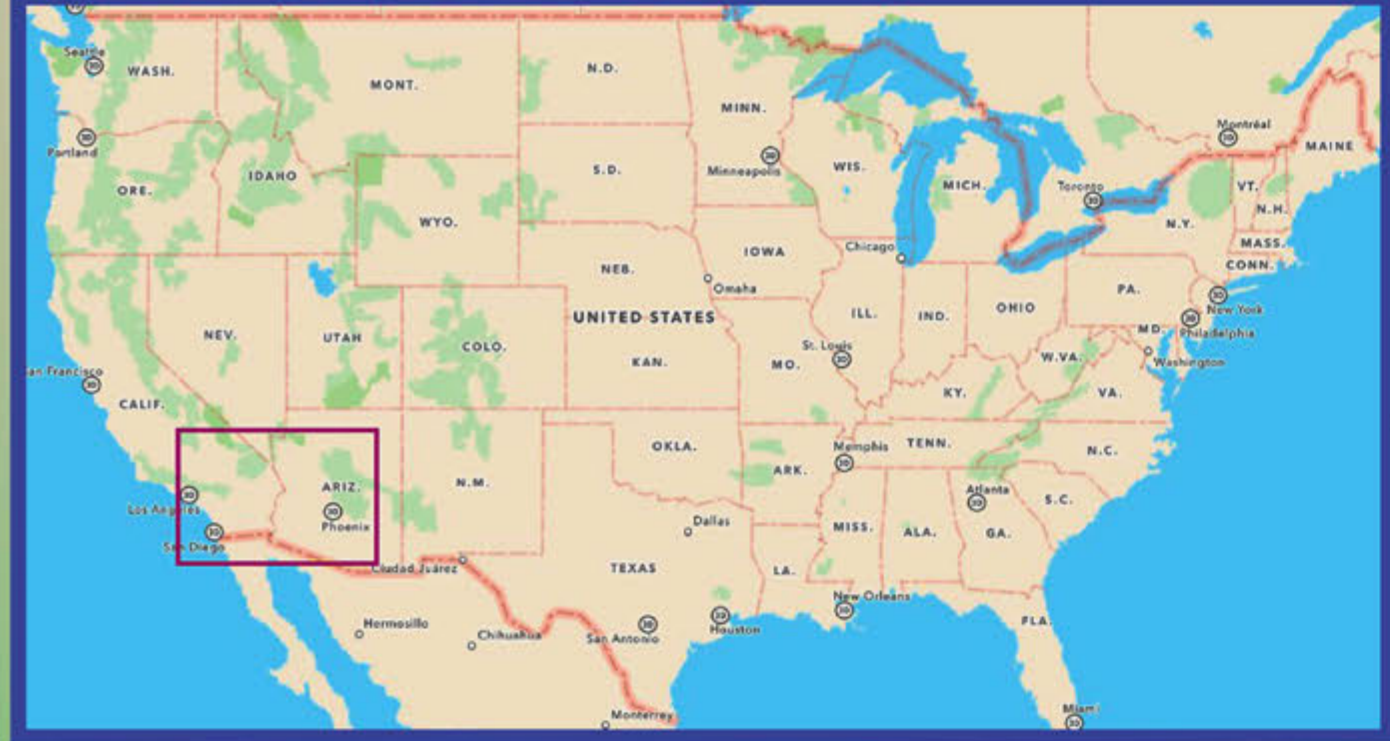 Seattle
WASH.
MONT.
N.D.
MINN.
Montréal
MAINE
Portland
Minneapolis
WIS.
MICH.
Toronto
VT.
N.H.
ORE.
IDAHO
S.D.
WYO.
N.Y.
MASS.
CONN.
Chicago
IOWA
NEB.
Omaha
PA.
New York
Philadelphia
UNITED STATES
ILL.
IND.
OHIO
MD.
Washington
NEV.
UTAH
COLO.
KAN.
MO.
St. Louis
W.VA.
VA.
an Francisco
CALIF.
KY.
OKLA.
ARK.
Memphis
TENN.
N.C.
ARIZ.
N.M.
Los Angeles
Phoenix
Dallas
MISS.
ALA.
Atlanta
GA.
S.C.
San Diego
Ciudad Juárez
TEXAS
LA.
New Orleans
Hermosillo
Chihuahua
San Antonio
Houston
FLA.
Monterrey
Miami